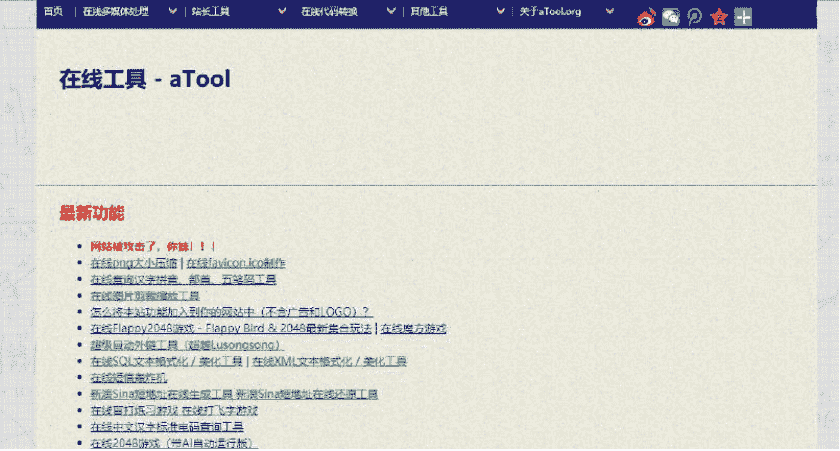 首页 | 在线多媒体处理 | 站长工具 在线代码转换 | 其他工具 | 关于aTool.org
在线工具 - aTool
最新功能
网站被攻击了，你妹！！！
在线png大小压缩 | 在线favicon.ico制作
在线查询汉字拼音、部首、五笔码工具
在线图片剪裁缩放工具
怎么将本站功能加入到你的网站中（不含广告和LOGO）？
在线Flappy2048游戏 - Flappy Bird & 2048最新集合玩法 | 在线魔方游戏
超级自动外链工具（超越Lusongsong）
在线SQL文本格式化 / 美化工具 | 在线XML文本格式化 / 美化工具
在线短信轰炸机
新浪Sina短地址在线生成工具 新浪Sina短地址在线还原工具
在线盲打练习游戏 在线打飞字游戏
在线中文汉字标准电码查询工具
在线2048游戏（带AI自动运行版）